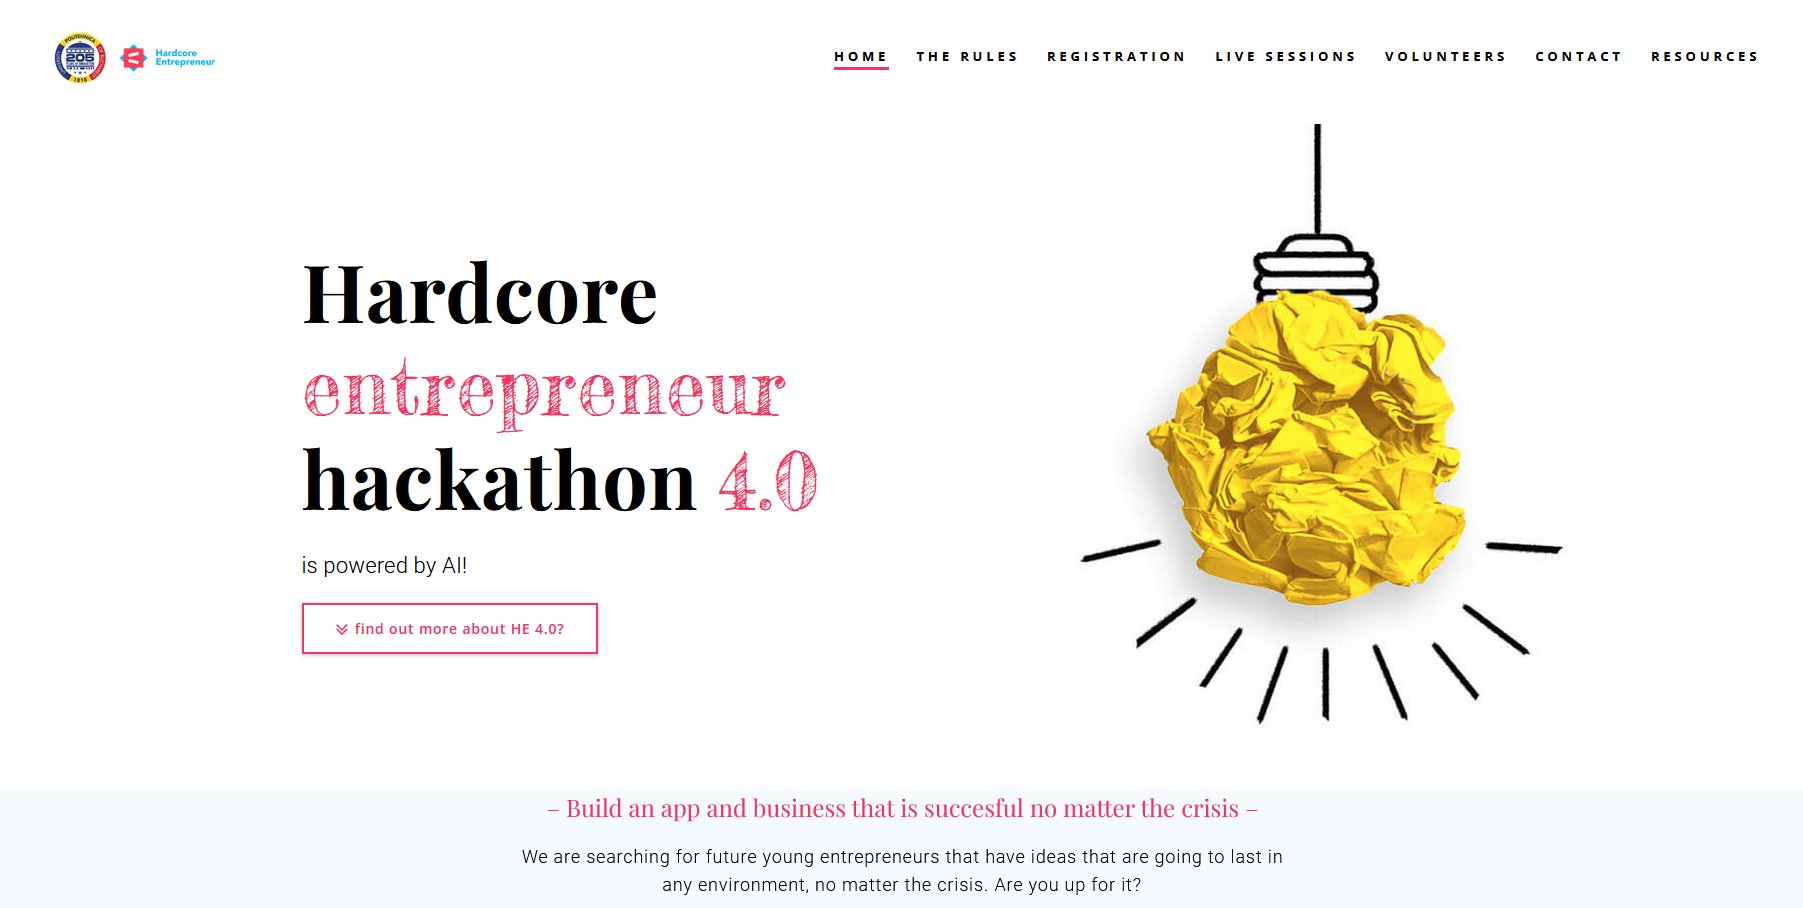 POLITEHNICA
205
1818
Hardcore
Entrepreneur
HOME
THE RULES
REGISTRATION
LIVE SESSIONS
VOLUNTEERS
CONTACT
RESOURCES
Hardcore
entrepreneur
hackathon 4.0
is powered by AI!
find out more about HE 4.0?
– Build an app and business that is succesful no matter the crisis –
We are searching for future young entrepreneurs that have ideas that are going to last in
any environment, no matter the crisis. Are you up for it?